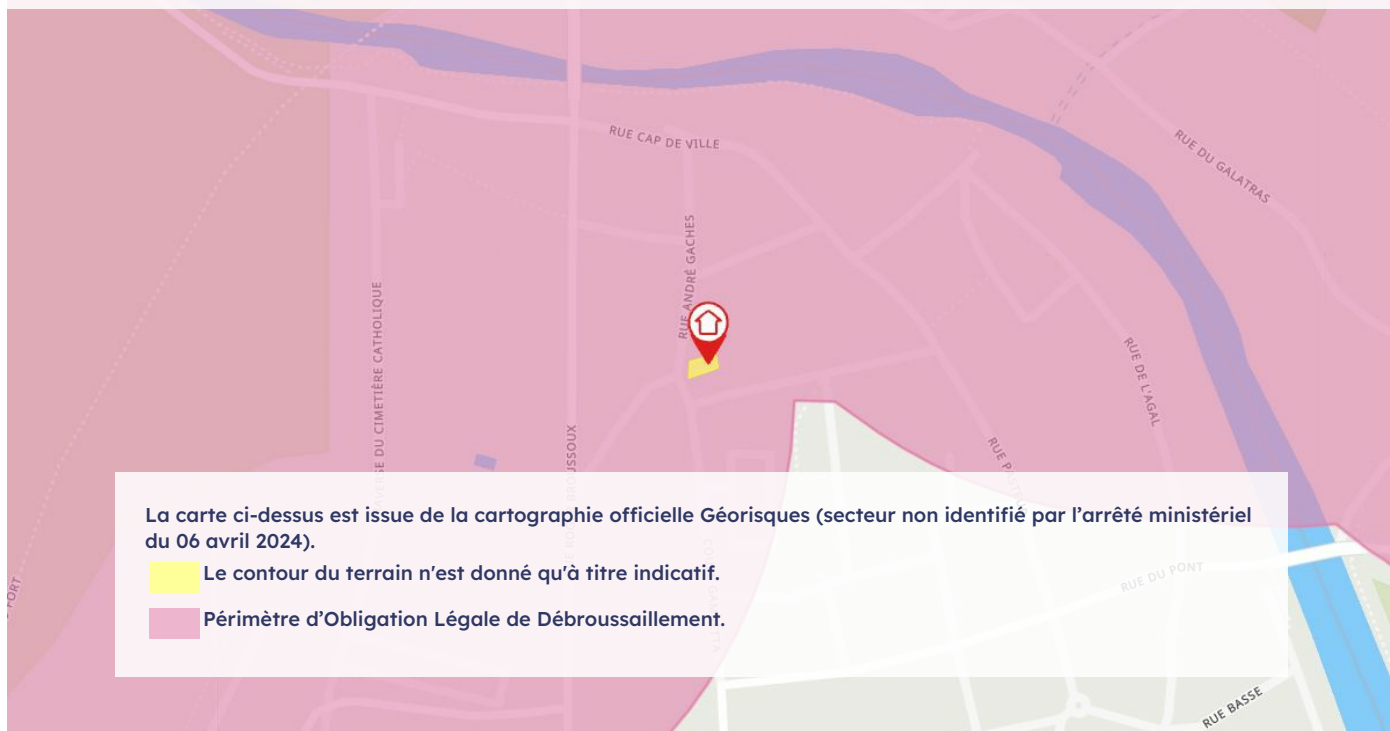 RUE CAP DE VILLE
RUE DU GALATRAS
RUE ANDRÉ GACHES
CIMETIÈRE CATHOLIQUE
RUE DE L'AGAL
DU
RUE
FORT
La carte ci-dessus est issue de la cartographie officielle Géorisques (secteur non identifié par l'arrêté ministériel
du 06 avril 2024).
Le contour du terrain n'est donné qu'à titre indicatif.
Périmètre d'Obligation Légale de Débroussaillement.
RUE DU PONT
RUE BASSE